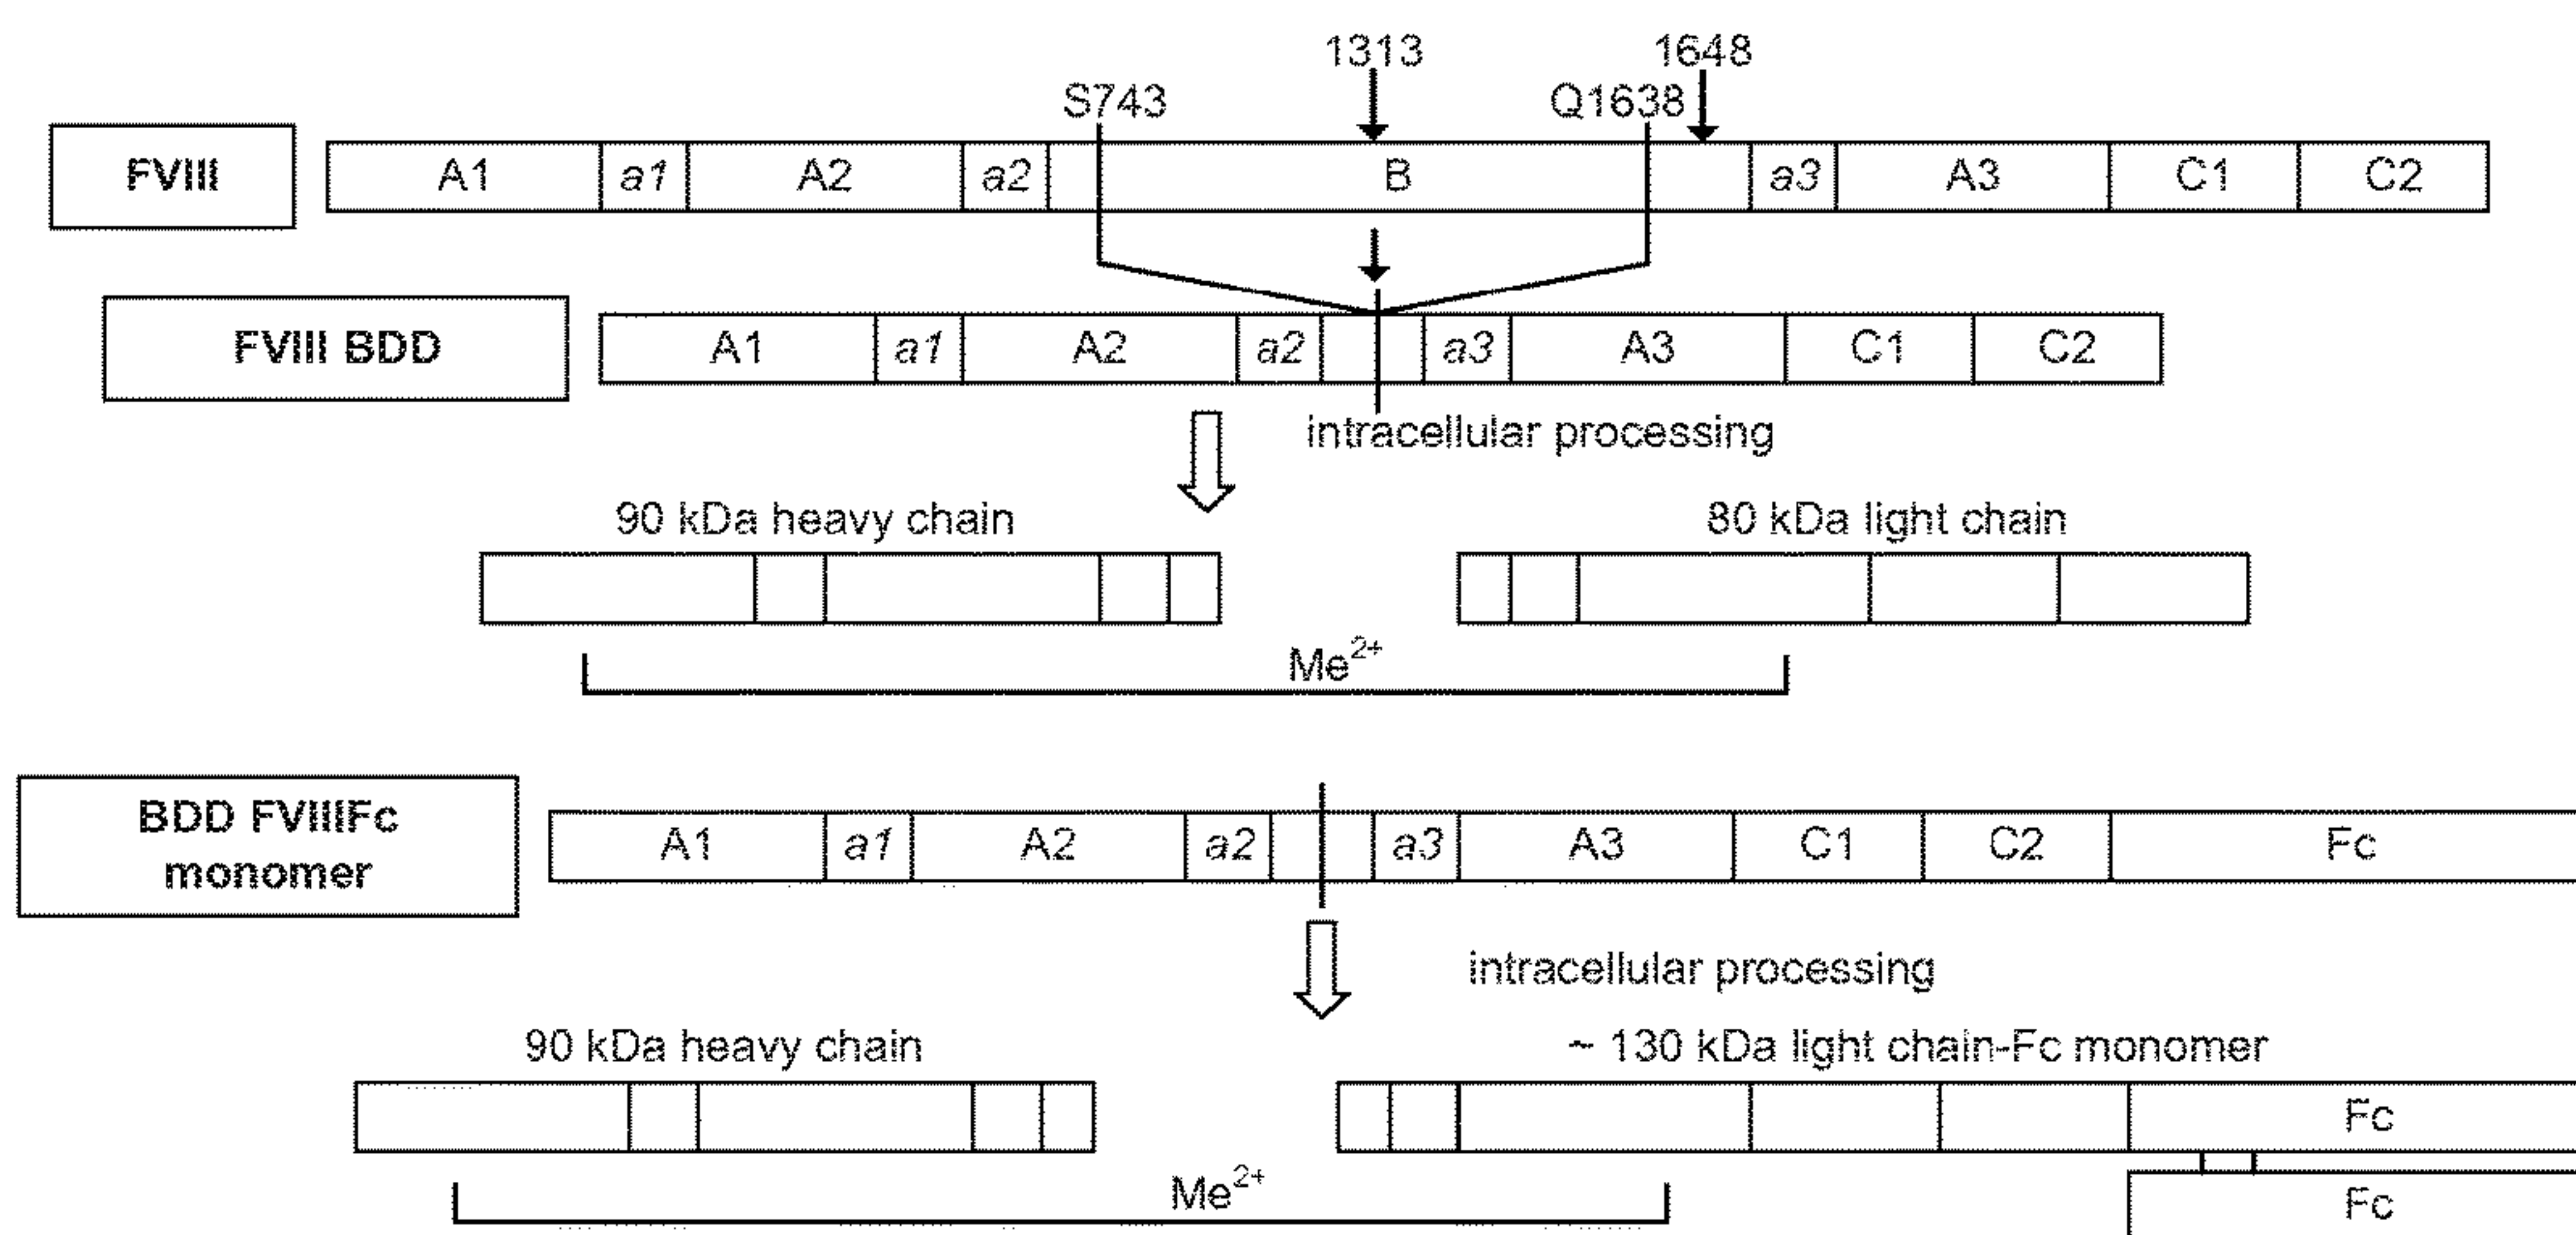 1313 1648
S743 Q1638
FVIII A1 a1 A2 a2 B a3 A3 C1 C2
FVIII BDD A1 a1 A2 a2 a3 A3 C1 C2
intracellular processing
90 kDa heavy chain 80 kDa light chain
Me2+
BDD FVIIIFc
monomer
A1 a1 A2 a2 a3 A3 C1 C2 Fc
intracellular processing
90 kDa heavy chain ~ 130 kDa light chain-Fc monomer
Fc
Me2+
Fc